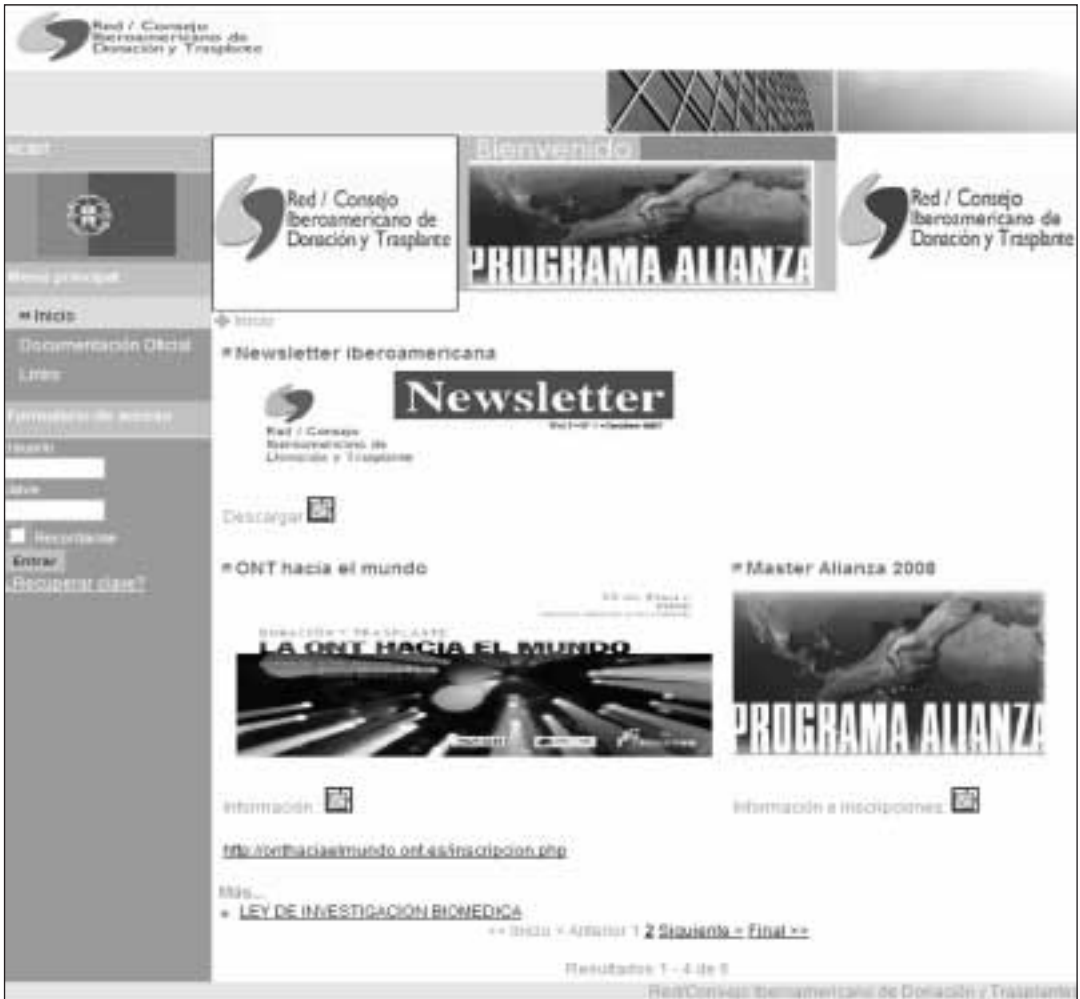 Red / Consejo
Iberoamericano de
Donación y Trasplante
RCIDT
Bienvenido
Red / Consejo
Iberoamericano de
Donación y Trasplante
PROGRAMA ALIANZA
Red / Consejo
Iberoamericano de
Donación y Trasplante
Menú principal
Inicio
Documentación Oficial
Links
Formulario de acceso
Usuario
clave
Recordarme
Entrar
¿Recuperar clave?
Inicio
Newsletter iberoamericana
Newsletter
Red / Consejo
Iberoamericano de
Donación y Trasplante
Descargar
ONT hacia el mundo
DONACIÓN Y TRASPLANTE
LA ONT HACIA EL MUNDO
Información
Master Alianza 2008
PROGRAMA ALIANZA
Información e inscripciones
http://onthaciaelmundo.ont.es/inscripcion.php
Más...
LEY DE INVESTIGACION BIOMEDICA
<< Inicio < Anterior 1 2 Siguiente > Final >>
Resultados 1 - 4 de
Red/Consejo Iberoamericano de Donación y Trasplante